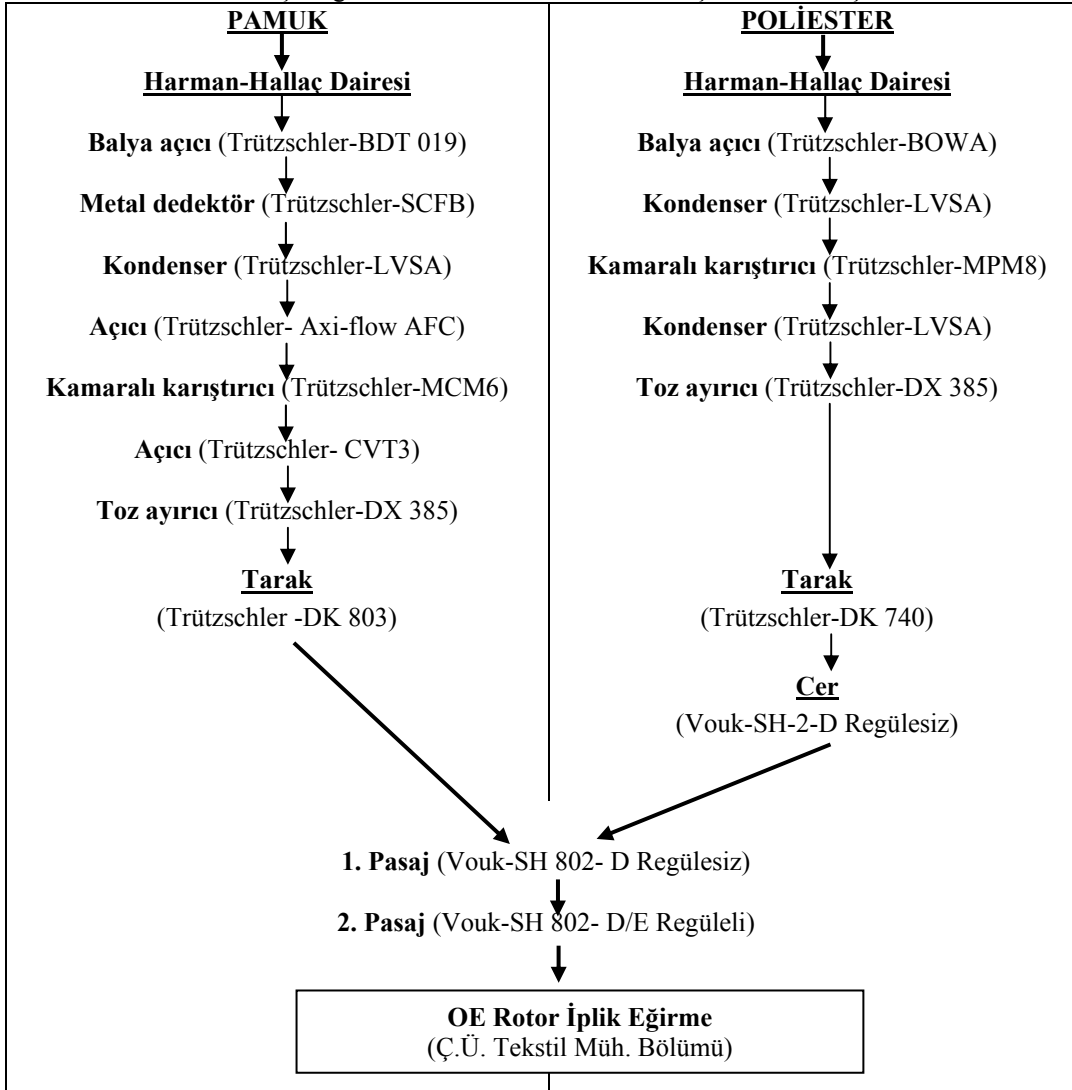 PAMUK
Harman-Hallaç Dairesi
Balya açıcı (Trützschler-BDT 019)
Metal dedektör (Trützschler-SCFB)
Kondenser (Trützschler-LVSA)
Açıcı (Trützschler- Axi-flow AFC)
Kamaralı karıştırıcı (Trützschler-MCM6)
Açıcı (Trützschler- CVT3)
Toz ayırıcı (Trützschler-DX 385)
Tarak
(Trützschler -DK 803)
POLİESTER
Harman-Hallaç Dairesi
Balya açıcı (Trützschler-BOWA)
Kondenser (Trützschler-LVSA)
Kamaralı karıştırıcı (Trützschler-MPM8)
Kondenser (Trützschler-LVSA)
Toz ayırıcı (Trützschler-DX 385)
Tarak
(Trützschler-DK 740)
Cer
(Vouk-SH-2-D Regülesiz)
1. Pasaj (Vouk-SH 802- D Regülesiz)
2. Pasaj (Vouk-SH 802- D/E Regüleli)
OE Rotor İplik Eğirme
(Ç.Ü. Tekstil Müh. Bölümü)